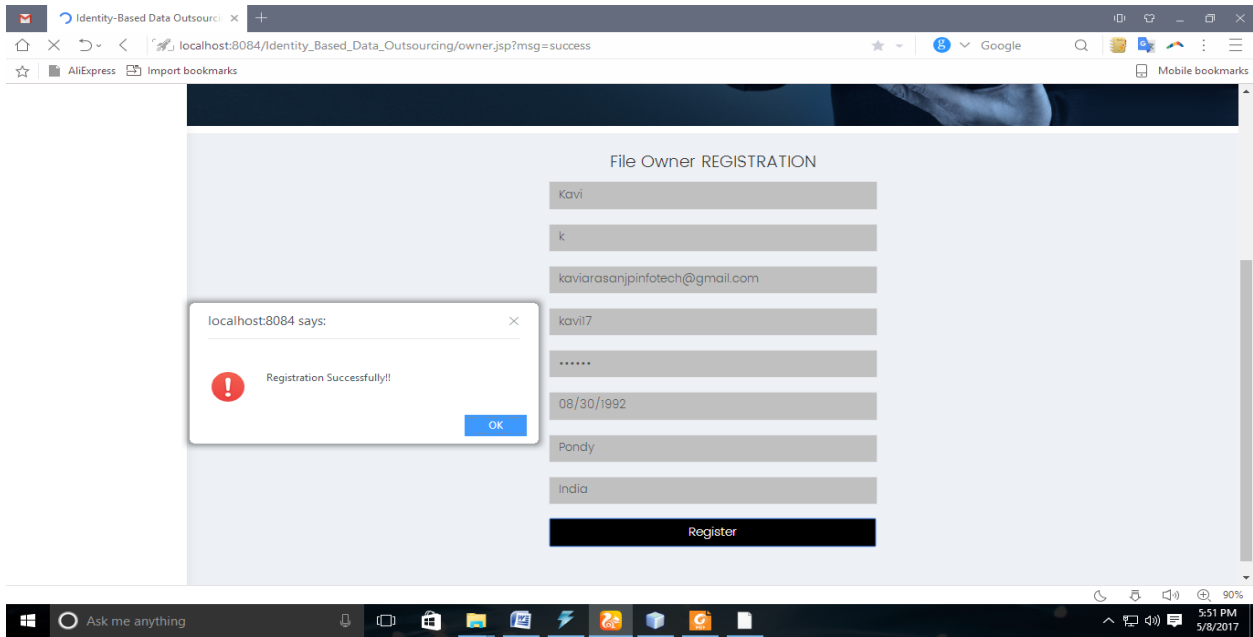 Identity-Based Data Outsourci
localhost:8084/Identity_Based_Data_Outsourcing/owner.jsp?msg=success
Google
AliExpress Import bookmarks Mobile bookmarks
File Owner REGISTRATION
Kavi
k
kaviarasanjpinfotech@gmail.com
localhost:8084 says:
kavi17
••••••
Registration Successfully!!
08/30/1992
OK
Pondy
India
Register
90%
Ask me anything
5:51 PM
5/8/2017